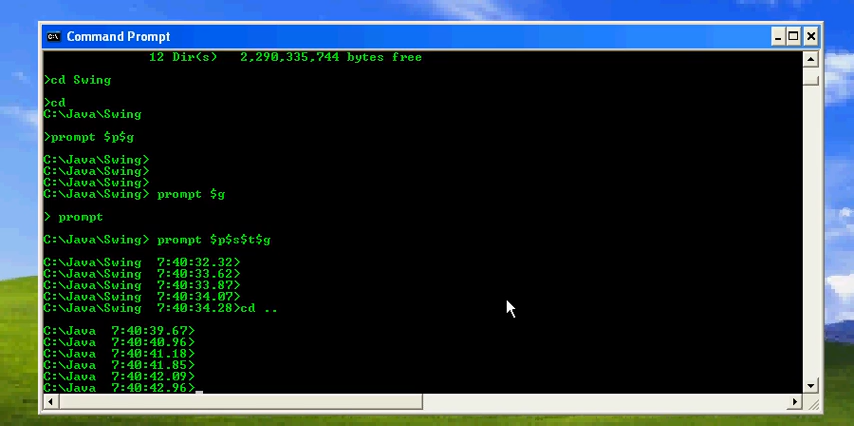 Command Prompt
12 Dir(s) 2,290,335,744 bytes free
>cd Swing
>cd
C:\Java\Swing
>prompt $p$g
C:\Java\Swing>
C:\Java\Swing>
C:\Java\Swing>
C:\Java\Swing> prompt $g
> prompt
C:\Java\Swing> prompt $p$s$t$g
C:\Java\Swing 7:40:32.32>
C:\Java\Swing 7:40:33.62>
C:\Java\Swing 7:40:33.87>
C:\Java\Swing 7:40:34.07>
C:\Java\Swing 7:40:34.28>cd ..
C:\Java 7:40:39.67>
C:\Java 7:40:40.96>
C:\Java 7:40:41.18>
C:\Java 7:40:41.85>
C:\Java 7:40:42.09>
C:\Java 7:40:42.96>_